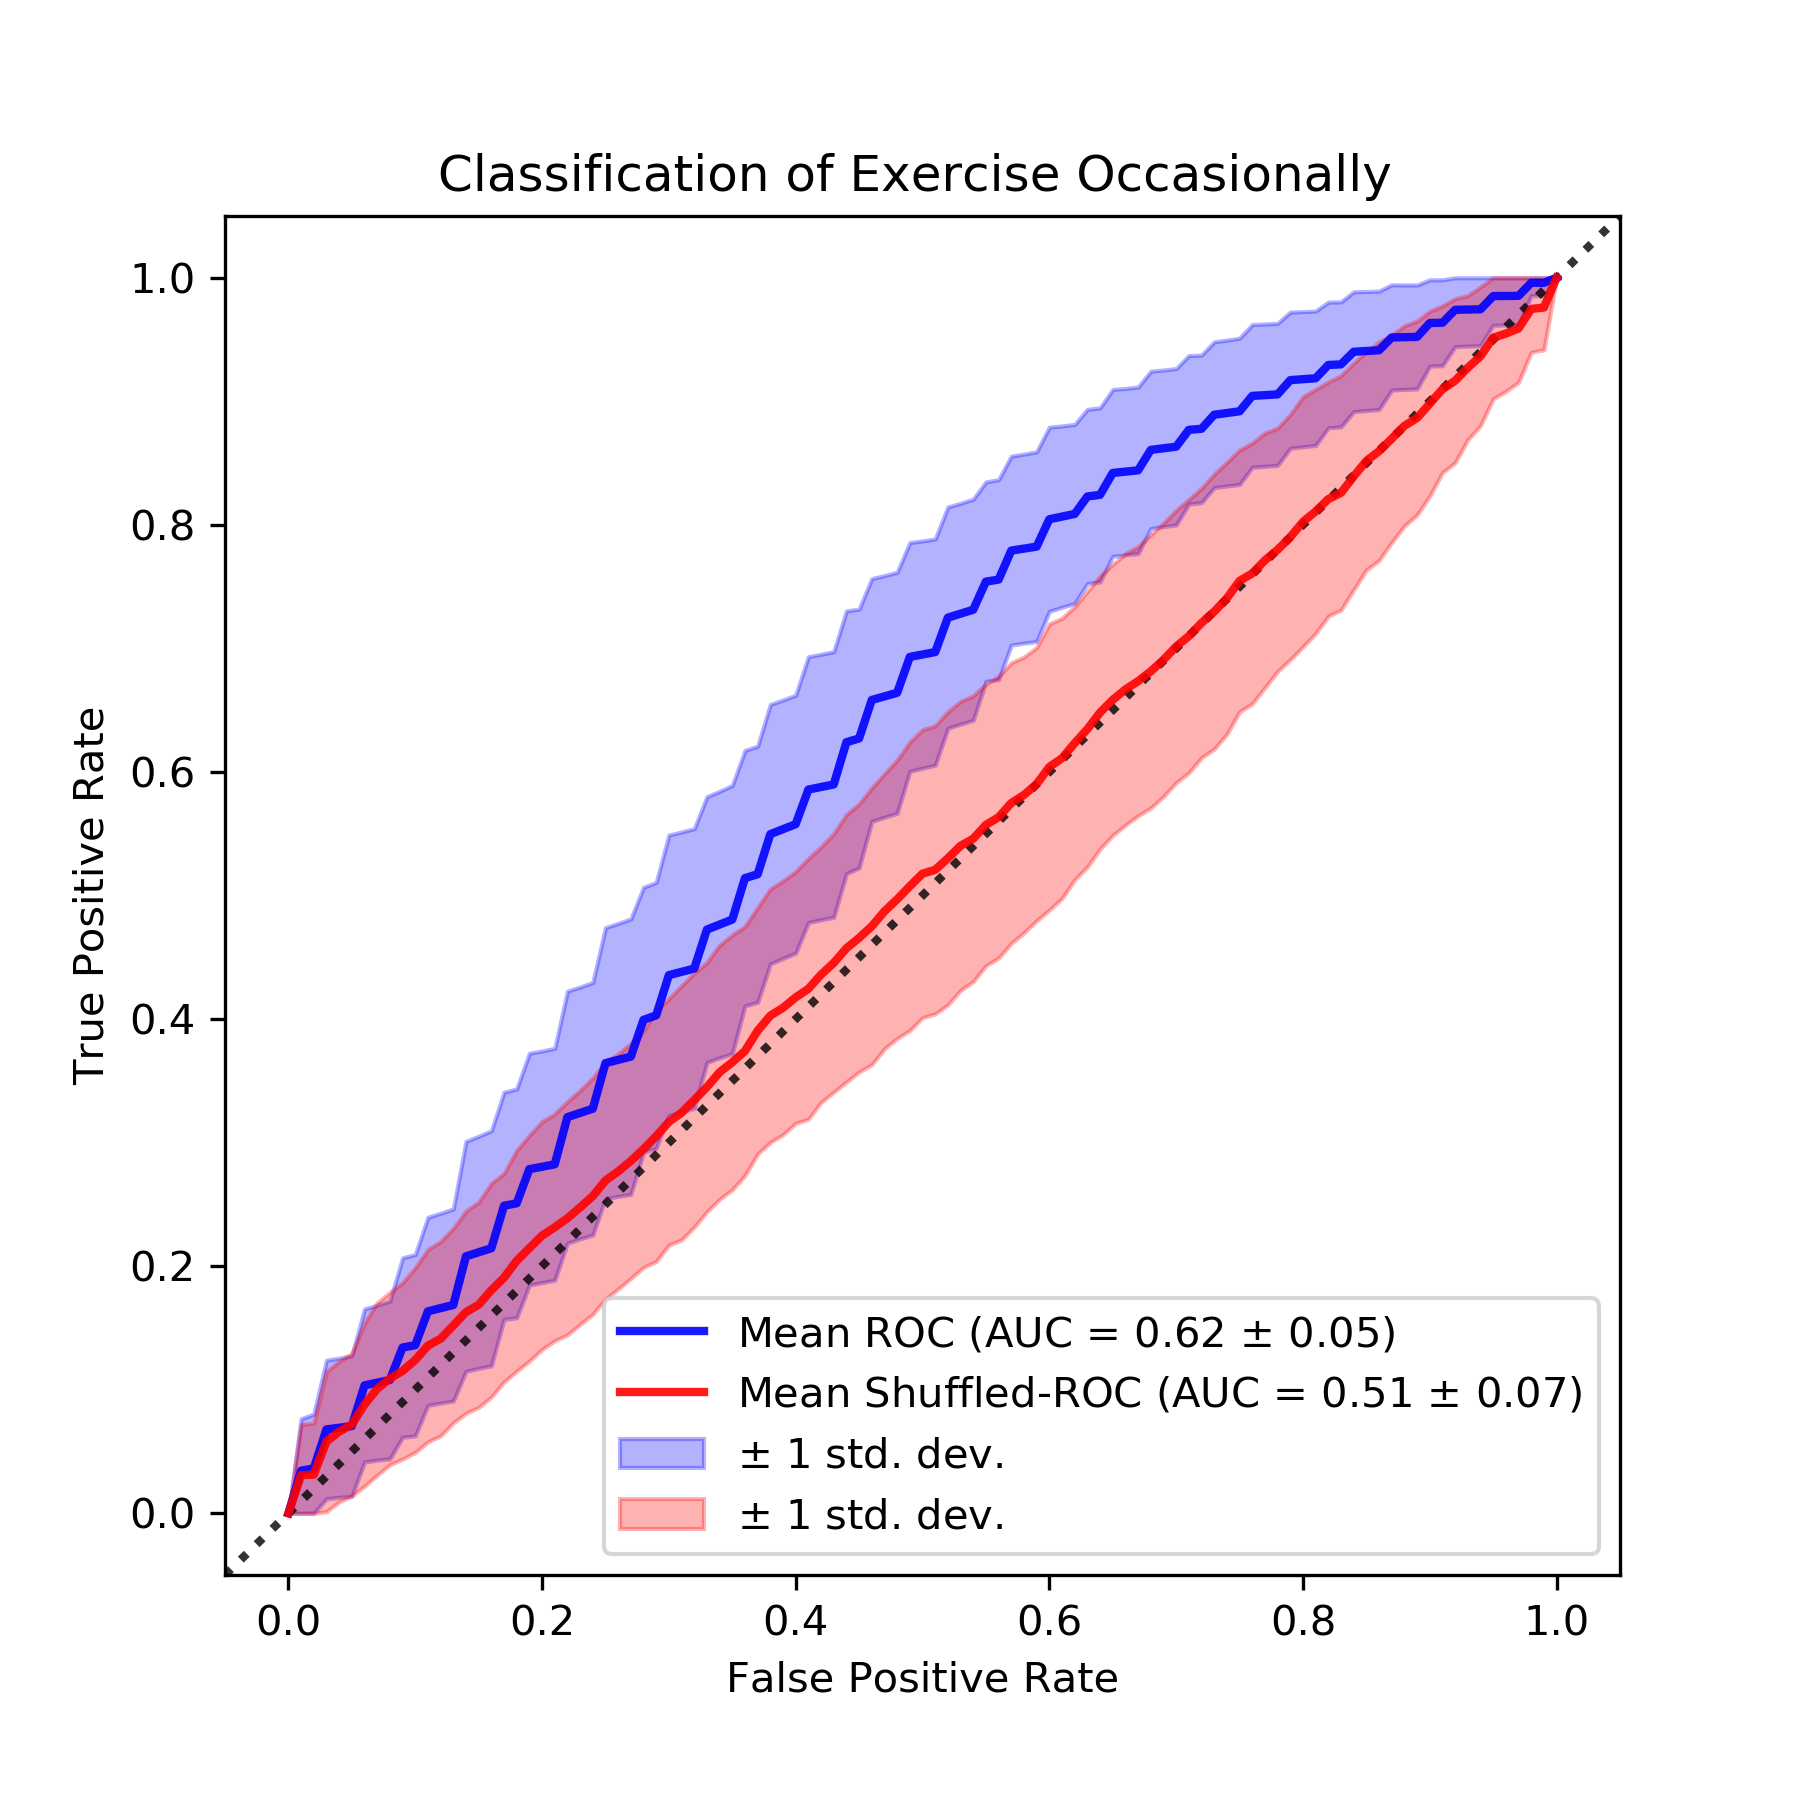 Classification of Exercise Occasionally
1.0
0.8
0.6
0.4
0.2
0.0
True Positive Rate
Mean ROC (AUC = 0.62 ± 0.05)
Mean Shuffled-ROC (AUC = 0.51 ± 0.07)
± 1 std. dev.
± 1 std. dev.
0.0 0.2 0.4 0.6 0.8 1.0
False Positive Rate